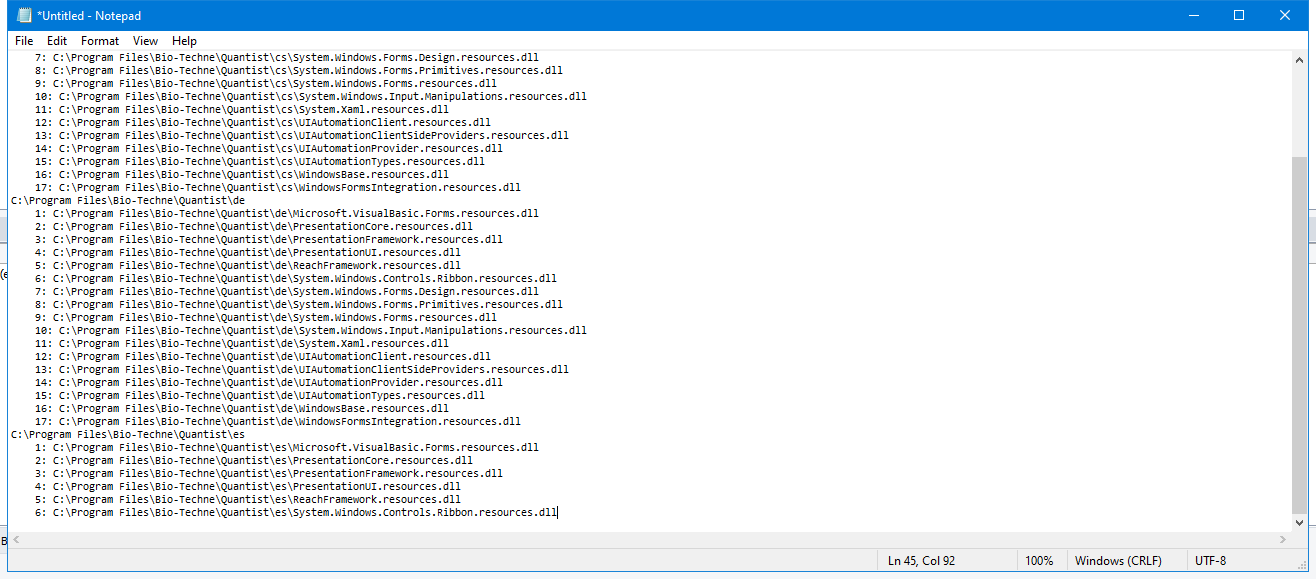 *Untitled - Notepad
File Edit Format View Help
7: C:\Program Files\Bio-Techne\Quantist\cs\System.Windows.Forms.Design.resources.dll
8: C:\Program Files\Bio-Techne\Quantist\cs\System.Windows.Forms.Primitives.resources.dll
9: C:\Program Files\Bio-Techne\Quantist\cs\System.Windows.Forms.resources.dll
10: C:\Program Files\Bio-Techne\Quantist\cs\System.Windows.Input.Manipulations.resources.dll
11: C:\Program Files\Bio-Techne\Quantist\cs\System.Xaml.resources.dll
12: C:\Program Files\Bio-Techne\Quantist\cs\UIAutomationClient.resources.dll
13: C:\Program Files\Bio-Techne\Quantist\cs\UIAutomationClientSideProviders.resources.dll
14: C:\Program Files\Bio-Techne\Quantist\cs\UIAutomationProvider.resources.dll
15: C:\Program Files\Bio-Techne\Quantist\cs\UIAutomationTypes.resources.dll
16: C:\Program Files\Bio-Techne\Quantist\cs\WindowsBase.resources.dll
17: C:\Program Files\Bio-Techne\Quantist\cs\WindowsFormsIntegration.resources.dll
C:\Program Files\Bio-Techne\Quantist\de
1: C:\Program Files\Bio-Techne\Quantist\de\Microsoft.VisualBasic.Forms.resources.dll
2: C:\Program Files\Bio-Techne\Quantist\de\PresentationCore.resources.dll
3: C:\Program Files\Bio-Techne\Quantist\de\PresentationFramework.resources.dll
4: C:\Program Files\Bio-Techne\Quantist\de\PresentationUI.resources.dll
5: C:\Program Files\Bio-Techne\Quantist\de\ReachFramework.resources.dll
6: C:\Program Files\Bio-Techne\Quantist\de\System.Windows.Controls.Ribbon.resources.dll
7: C:\Program Files\Bio-Techne\Quantist\de\System.Windows.Forms.Design.resources.dll
8: C:\Program Files\Bio-Techne\Quantist\de\System.Windows.Forms.Primitives.resources.dll
9: C:\Program Files\Bio-Techne\Quantist\de\System.Windows.Forms.resources.dll
10: C:\Program Files\Bio-Techne\Quantist\de\System.Windows.Input.Manipulations.resources.dll
11: C:\Program Files\Bio-Techne\Quantist\de\System.Xaml.resources.dll
12: C:\Program Files\Bio-Techne\Quantist\de\UIAutomationClient.resources.dll
13: C:\Program Files\Bio-Techne\Quantist\de\UIAutomationClientSideProviders.resources.dll
14: C:\Program Files\Bio-Techne\Quantist\de\UIAutomationProvider.resources.dll
15: C:\Program Files\Bio-Techne\Quantist\de\UIAutomationTypes.resources.dll
16: C:\Program Files\Bio-Techne\Quantist\de\WindowsBase.resources.dll
17: C:\Program Files\Bio-Techne\Quantist\de\WindowsFormsIntegration.resources.dll
C:\Program Files\Bio-Techne\Quantist\es
1: C:\Program Files\Bio-Techne\Quantist\es\Microsoft.VisualBasic.Forms.resources.dll
2: C:\Program Files\Bio-Techne\Quantist\es\PresentationCore.resources.dll
3: C:\Program Files\Bio-Techne\Quantist\es\PresentationFramework.resources.dll
4: C:\Program Files\Bio-Techne\Quantist\es\PresentationUI.resources.dll
5: C:\Program Files\Bio-Techne\Quantist\es\ReachFramework.resources.dll
6: C:\Program Files\Bio-Techne\Quantist\es\System.Windows.Controls.Ribbon.resources.dll
Ln 45, Col 92 100% Windows (CRLF) UTF-8